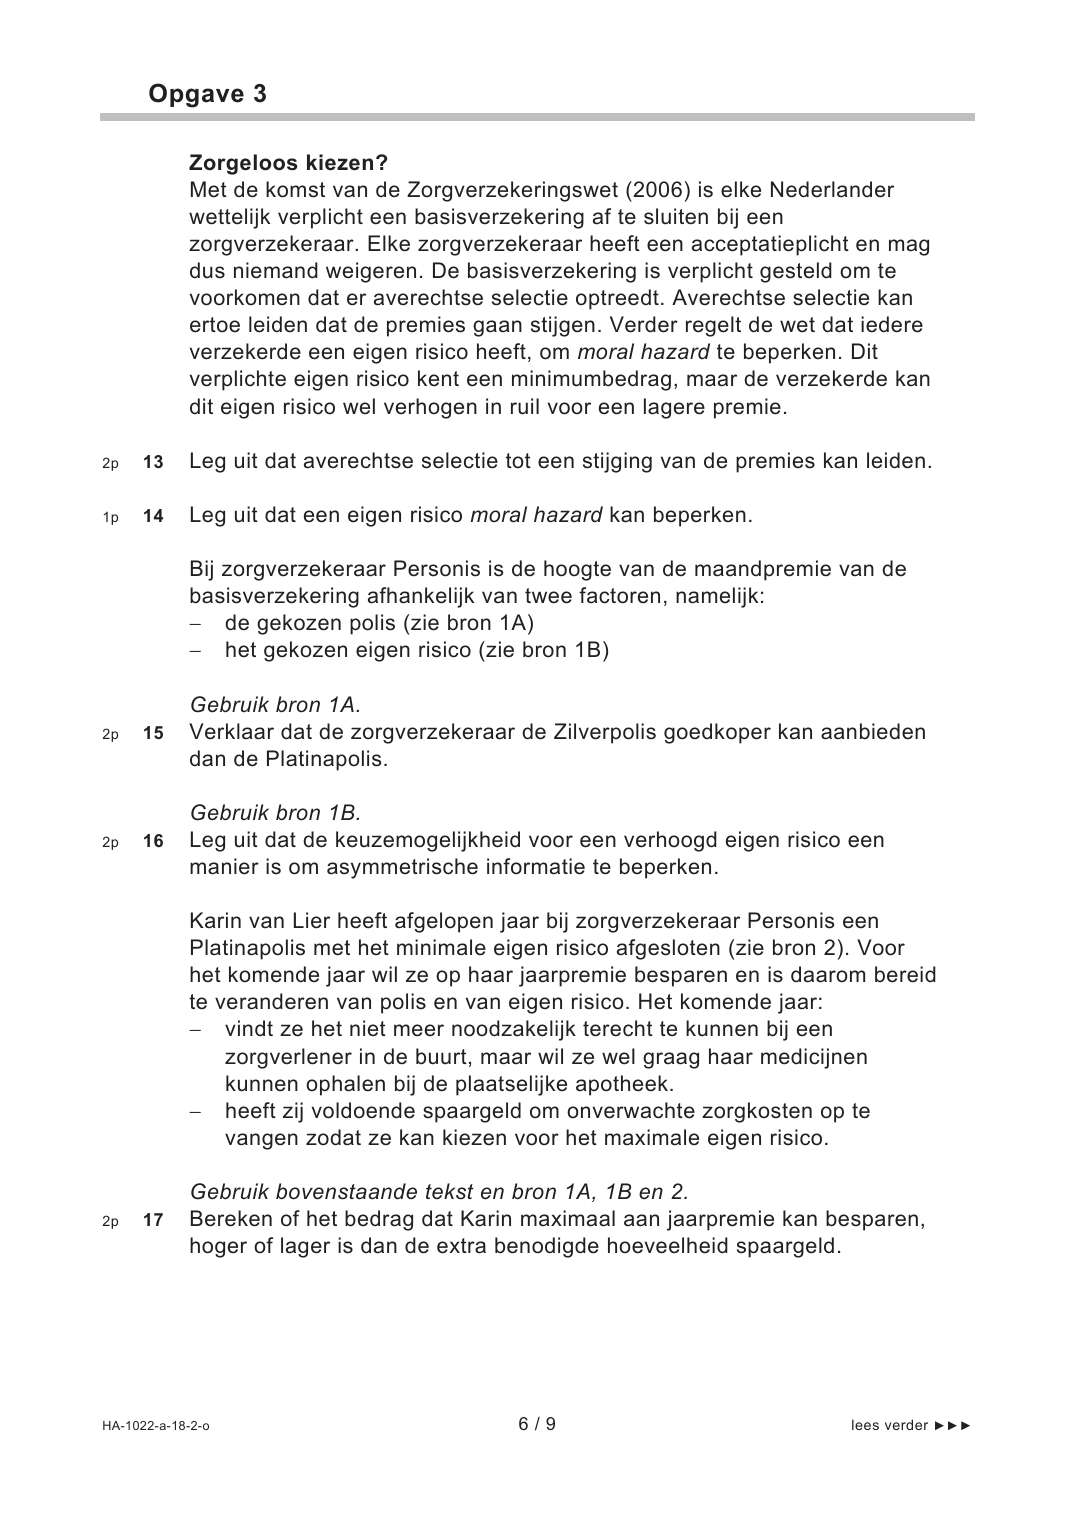 Opgave 3
Zorgeloos kiezen?
Met de komst van de Zorgverzekeringswet (2006) is elke Nederlander
wettelijk verplicht een basisverzekering af te sluiten bij een
zorgverzekeraar. Elke zorgverzekeraar heeft een acceptatieplicht en mag
dus niemand weigeren. De basisverzekering is verplicht gesteld om te
voorkomen dat er averechtse selectie optreedt. Averechtse selectie kan
ertoe leiden dat de premies gaan stijgen. Verder regelt de wet dat iedere
verzekerde een eigen risico heeft, om moral hazard te beperken. Dit
verplichte eigen risico kent een minimumbedrag, maar de verzekerde kan
dit eigen risico wel verhogen in ruil voor een lagere premie.
2p 13 Leg uit dat averechtse selectie tot een stijging van de premies kan leiden.
1p 14 Leg uit dat een eigen risico moral hazard kan beperken.
Bij zorgverzekeraar Personis is de hoogte van de maandpremie van de
basisverzekering afhankelijk van twee factoren, namelijk:
– de gekozen polis (zie bron 1A)
– het gekozen eigen risico (zie bron 1B)
Gebruik bron 1A.
2p 15 Verklaar dat de zorgverzekeraar de Zilverpolis goedkoper kan aanbieden
dan de Platinapolis.
Gebruik bron 1B.
2p 16 Leg uit dat de keuzemogelijkheid voor een verhoogd eigen risico een
manier is om asymmetrische informatie te beperken.
Karin van Lier heeft afgelopen jaar bij zorgverzekeraar Personis een
Platinapolis met het minimale eigen risico afgesloten (zie bron 2). Voor
het komende jaar wil ze op haar jaarpremie besparen en is daarom bereid
te veranderen van polis en van eigen risico. Het komende jaar:
– vindt ze het niet meer noodzakelijk terecht te kunnen bij een
zorgverlener in de buurt, maar wil ze wel graag haar medicijnen
kunnen ophalen bij de plaatselijke apotheek.
– heeft zij voldoende spaargeld om onverwachte zorgkosten op te
vangen zodat ze kan kiezen voor het maximale eigen risico.
Gebruik bovenstaande tekst en bron 1A, 1B en 2.
2p 17 Bereken of het bedrag dat Karin maximaal aan jaarpremie kan besparen,
hoger of lager is dan de extra benodigde hoeveelheid spaargeld.
HA-1022-a-18-2-o 6 / 9 lees verder ►►►